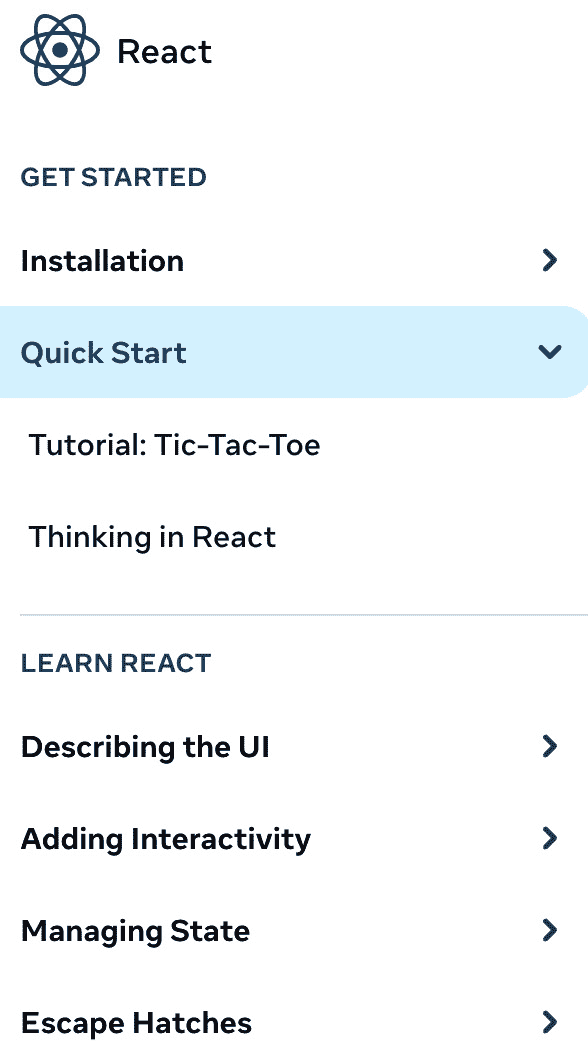 React
GET STARTED
Installation
Quick Start
Tutorial: Tic-Tac-Toe
Thinking in React
LEARN REACT
Describing the UI
Adding Interactivity
Managing State
Escape Hatches